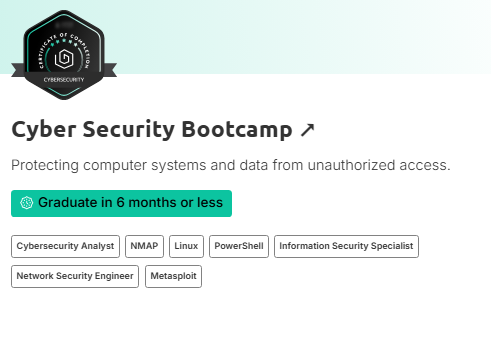 CERTIFICATE OF COMPLETION
CYBERSECURITY
Cyber Security Bootcamp ↗
Protecting computer systems and data from unauthorized access.
Graduate in 6 months or less
Cybersecurity Analyst NMAP Linux PowerShell Information Security Specialist
Network Security Engineer Metasploit